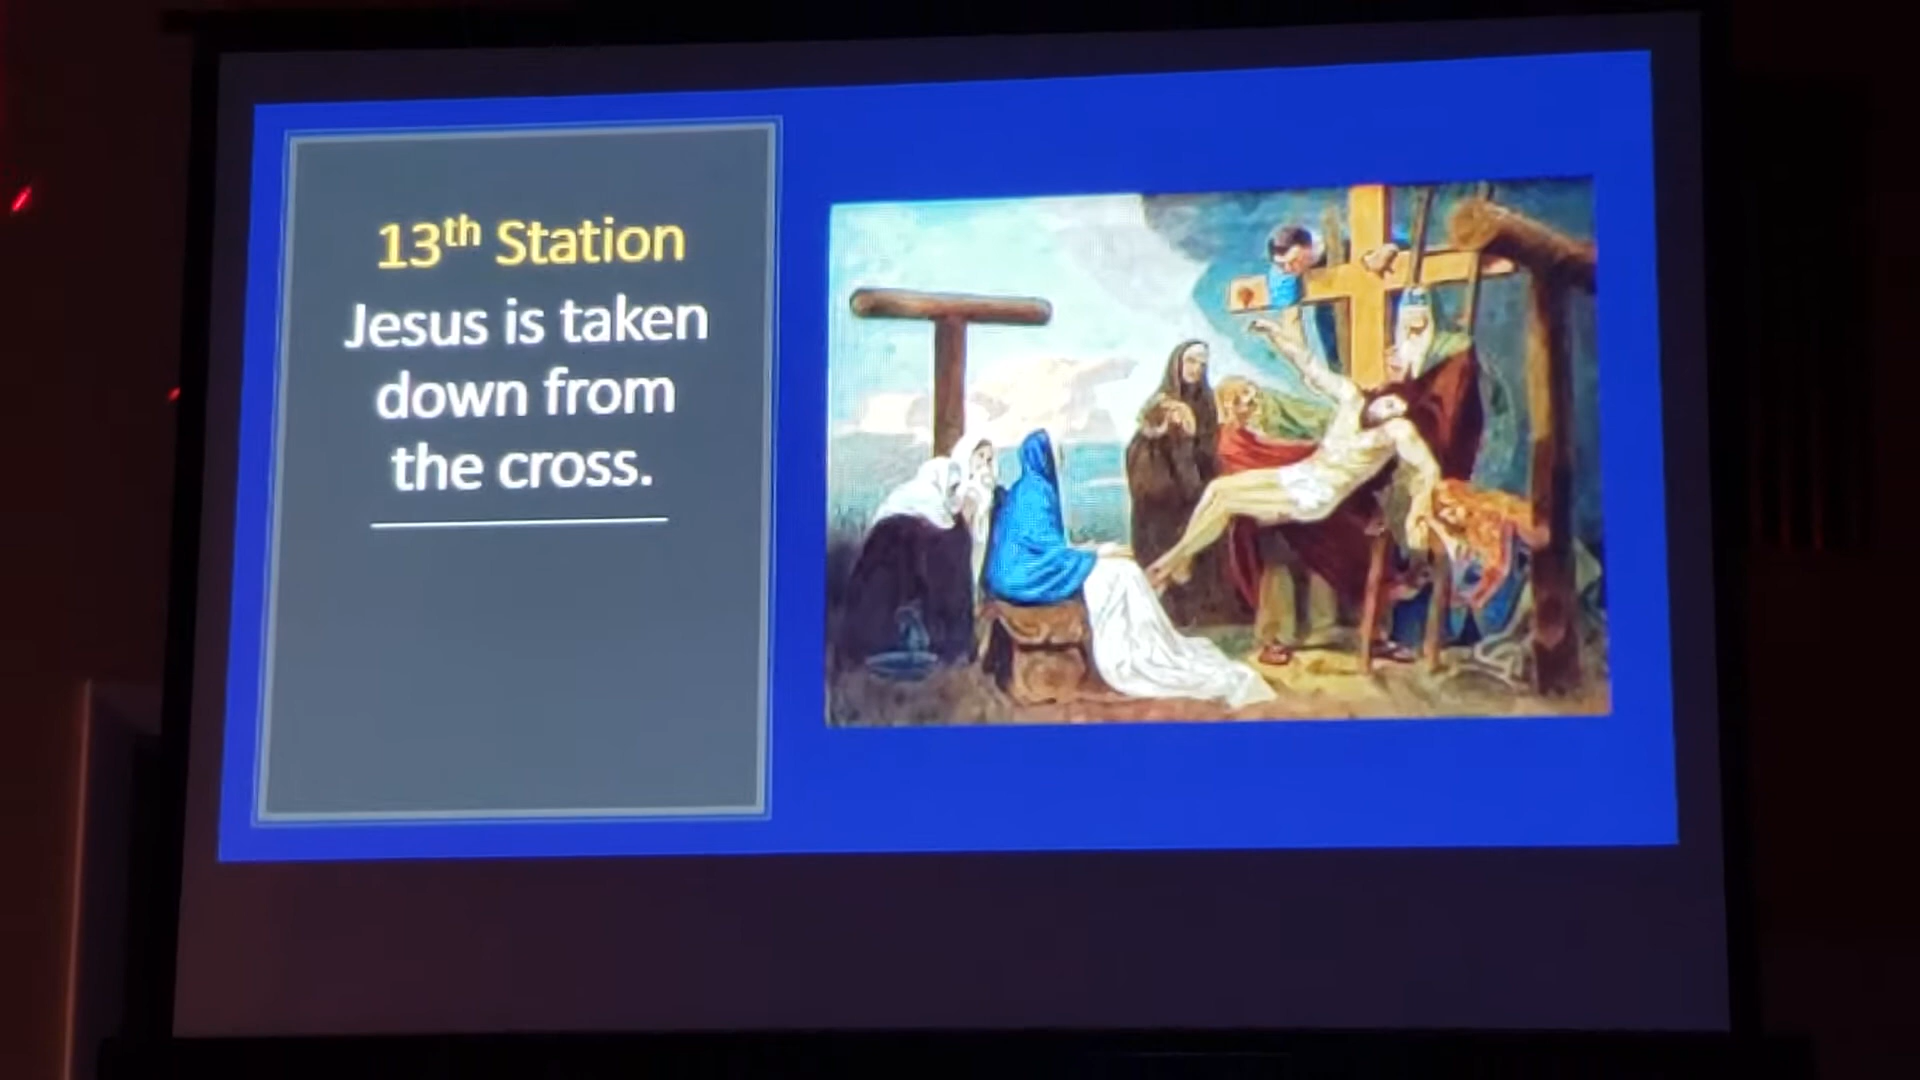 13th Station
Jesus is taken
down from
the cross.